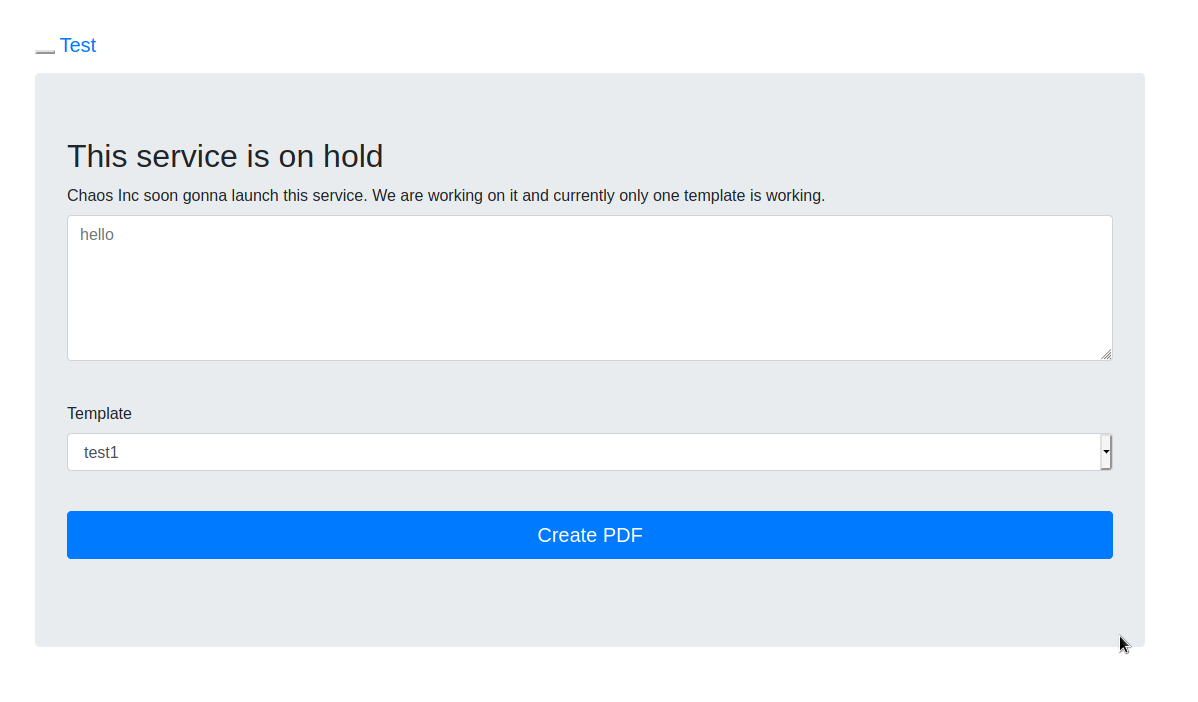 Test
This service is on hold
Chaos Inc soon gonna launch this service. We are working on it and currently only one template is working.
hello
Template
test1
Create PDF